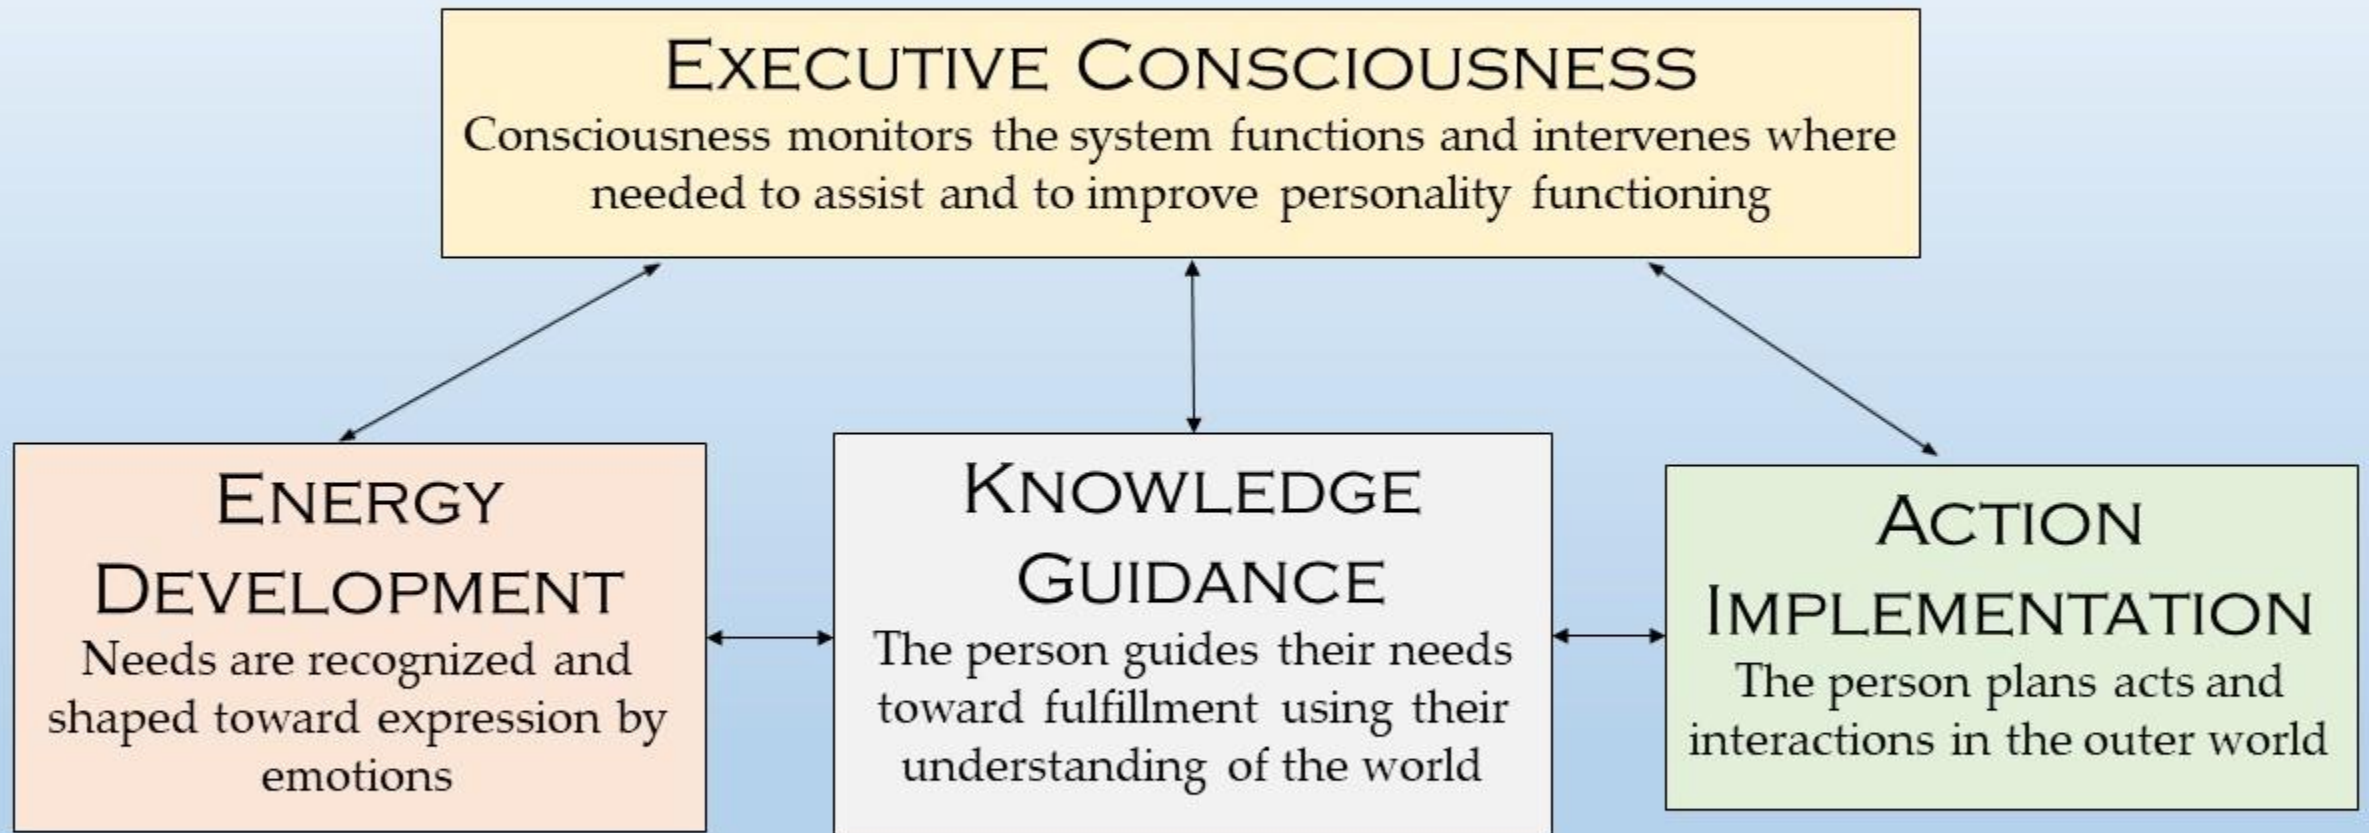 EXECUTIVE CONSCIOUSNESS
Consciousness monitors the system functions and intervenes where
needed to assist and to improve personality functioning
ENERGY
DEVELOPMENT
Needs are recognized and
shaped toward expression by
emotions
KNOWLEDGE
GUIDANCE
The person guides their needs
toward fulfillment using their
understanding of the world
ACTION
IMPLEMENTATION
The person plans acts and
interactions in the outer world